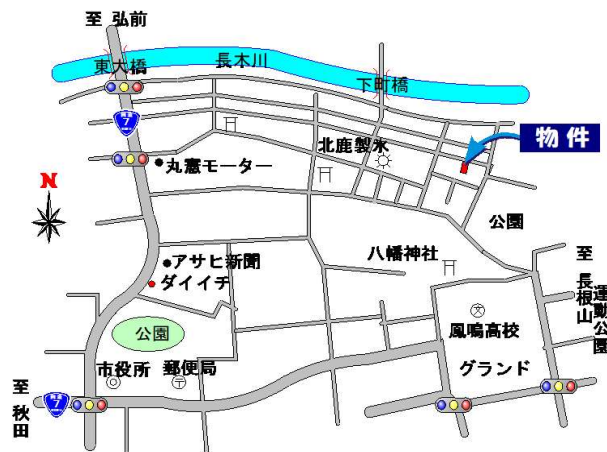 至 弘前
東大橋
長木川
下町橋
7
物件
北鹿製氷
丸憲モーター
N
公園
八幡神社
至長根山
運動公園
アサヒ新聞
ダイイチ
鳳鳴高校
公園
グランド
市役所
郵便局
至秋田
7